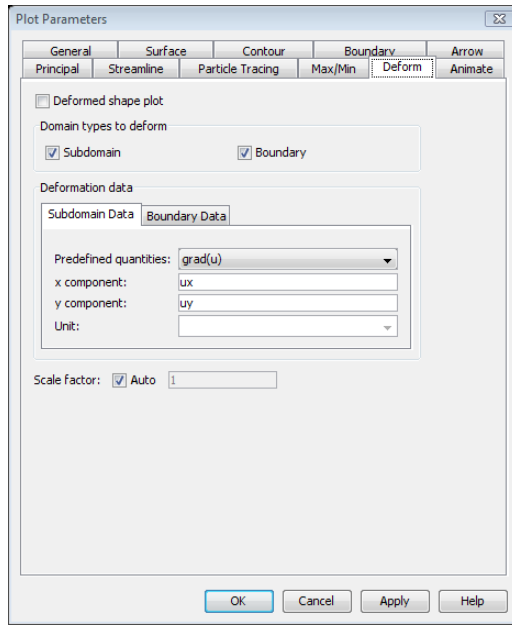 Plot Parameters
General Surface Contour Boundary Arrow
Principal Streamline Particle Tracing Max/Min Deform Animate
Deformed shape plot
Domain types to deform
Subdomain Boundary
Deformation data
Subdomain Data Boundary Data
Predefined quantities: grad(u)
x component: ux
y component: uy
Unit:
Scale factor: Auto 1
OK Cancel Apply Help